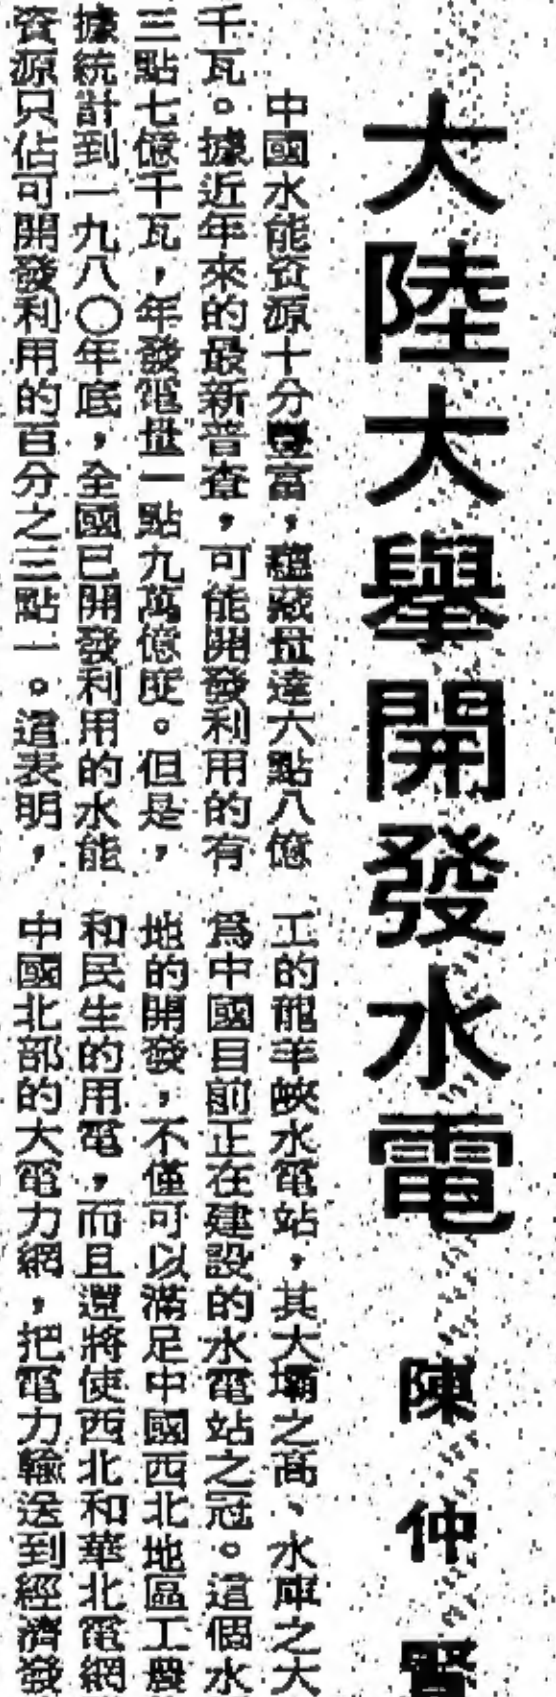 大陸大舉開發水電
陳仲賢
中國水能資源十分豐富，蘊藏量達六點八億
千瓦。據近年來的最新普查，可能開發利用的有
三點七億千瓦，年發電量一點九萬億度。但是，
據統計到一九八〇年底，全國已開發利用的水能
資源只佔可開發利用的百分之三點一。這表明，
工的龍羊峽水電站，其大壩之高、水庫之大
爲中國目前正在建設的水電站之冠。這個水
地的開發，不僅可以滿足中國西北地區工農
和民生的用電，而且還將使西北和華北電網
中國北部的大電力網，把電力輸送到經濟發